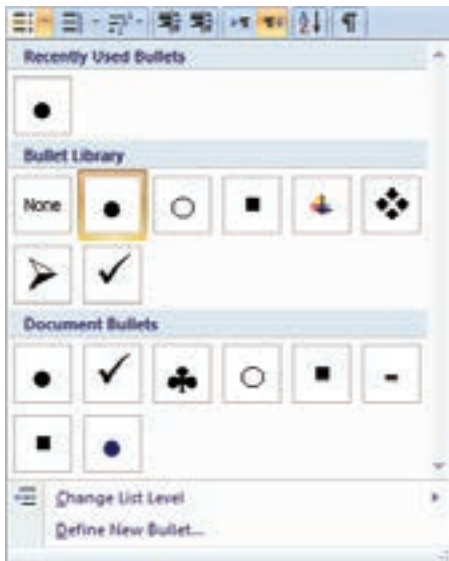 Recently Used Bullets
Bullet Library
None
Document Bullets
Change List Level
Define New Bullet...